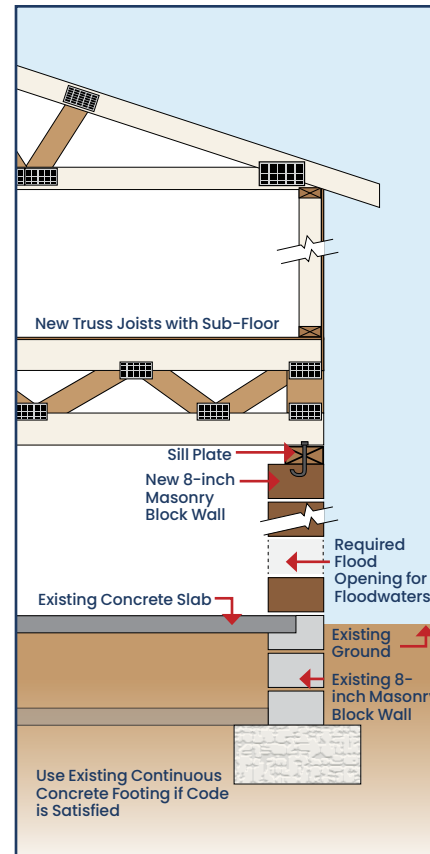 New Truss Joists with Sub-Floor
Sill Plate
New 8-inch
Masonry
Block Wall
Required
Flood
Opening for
Floodwaters
Existing Concrete Slab
Existing
Ground
Existing 8-
inch Masonry
Block Wall
Use Existing Continuous
Concrete Footing if Code
is Satisfied